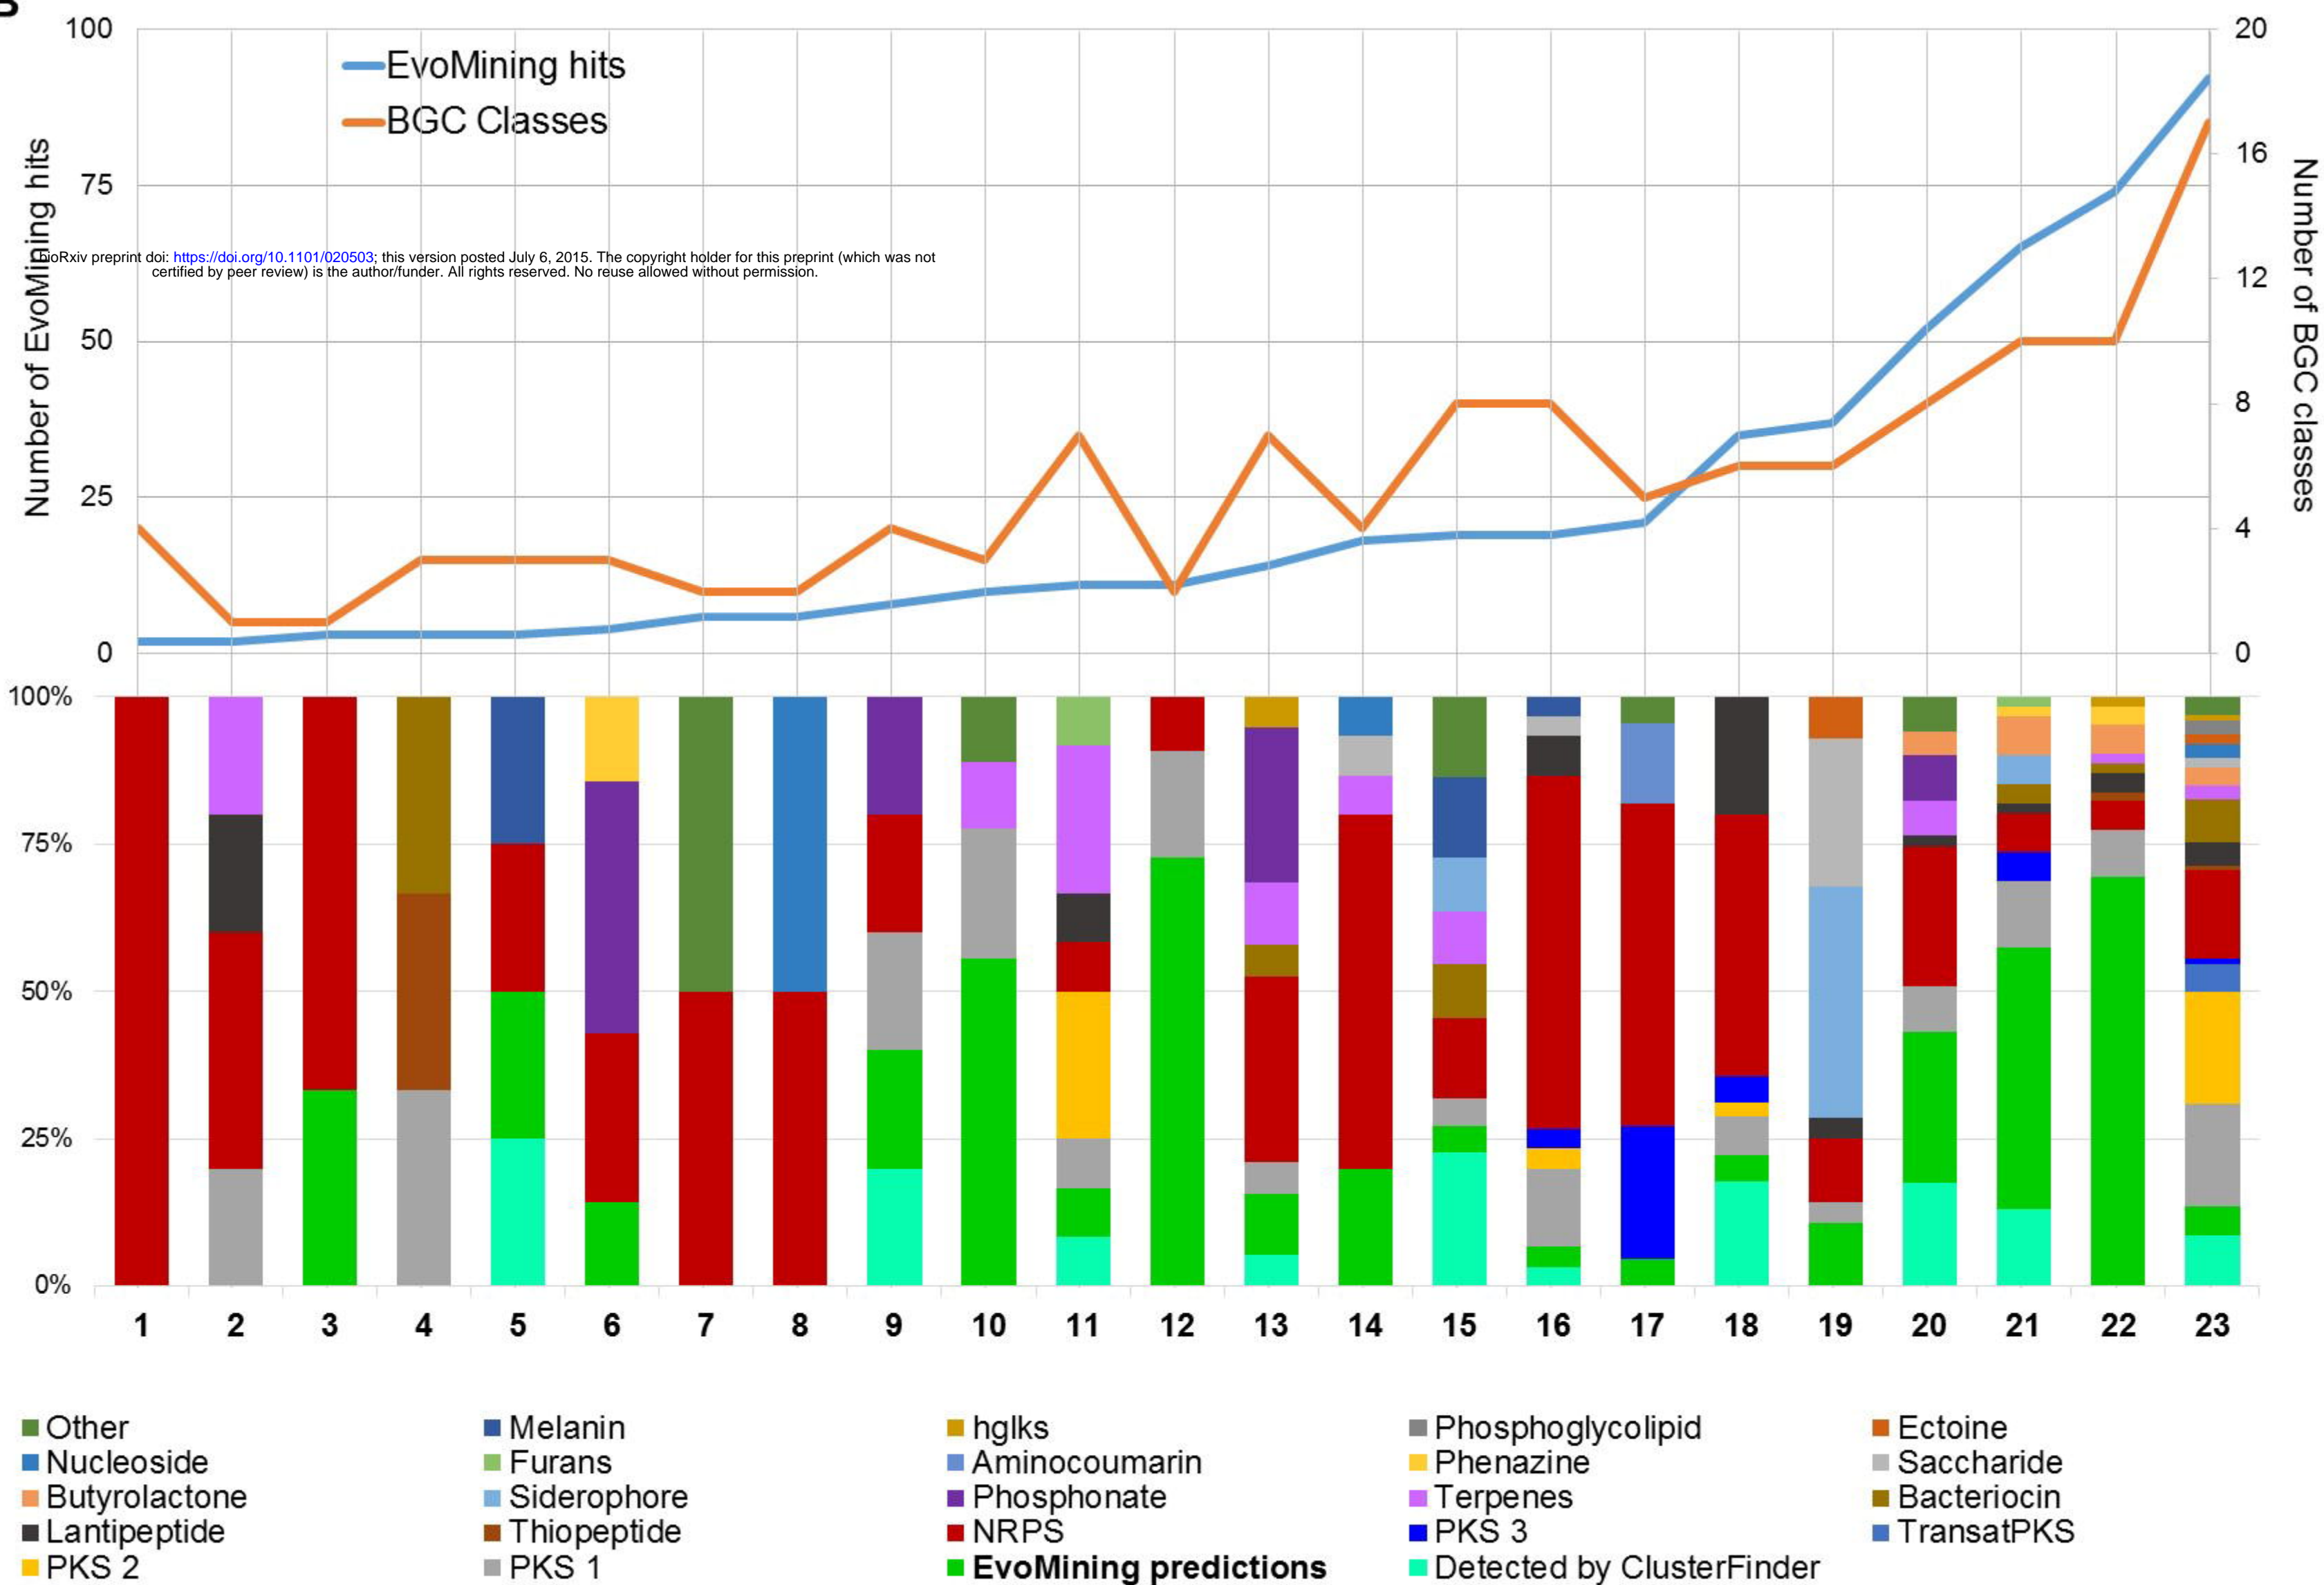 B
100
20
EvoMining hits
BGC Classes
16
75
Number of EvoMining hits
Number of BGC classes
bioRxiv preprint doi: https://doi.org/10.1101/020503; this version posted July 6, 2015. The copyright holder for this preprint (which was not
certified by peer review) is the author/funder. All rights reserved. No reuse allowed without permission.
12
50
8
25
4
0
0
100%
75%
50%
25%
0%
1 2 3 4 5 6 7 8 9 10 11 12 13 14 15 16 17 18 19 20 21 22 23
Other Melanin hglks Phosphoglycolipid Ectoine
Nucleoside Furans Aminocoumarin Phenazine Saccharide
Butyrolactone Siderophore Phosphonate Terpenes Bacteriocin
Lantipeptide Thiopeptide NRPS PKS 3 TransatPKS
PKS 2 PKS 1 EvoMining predictions Detected by ClusterFinder